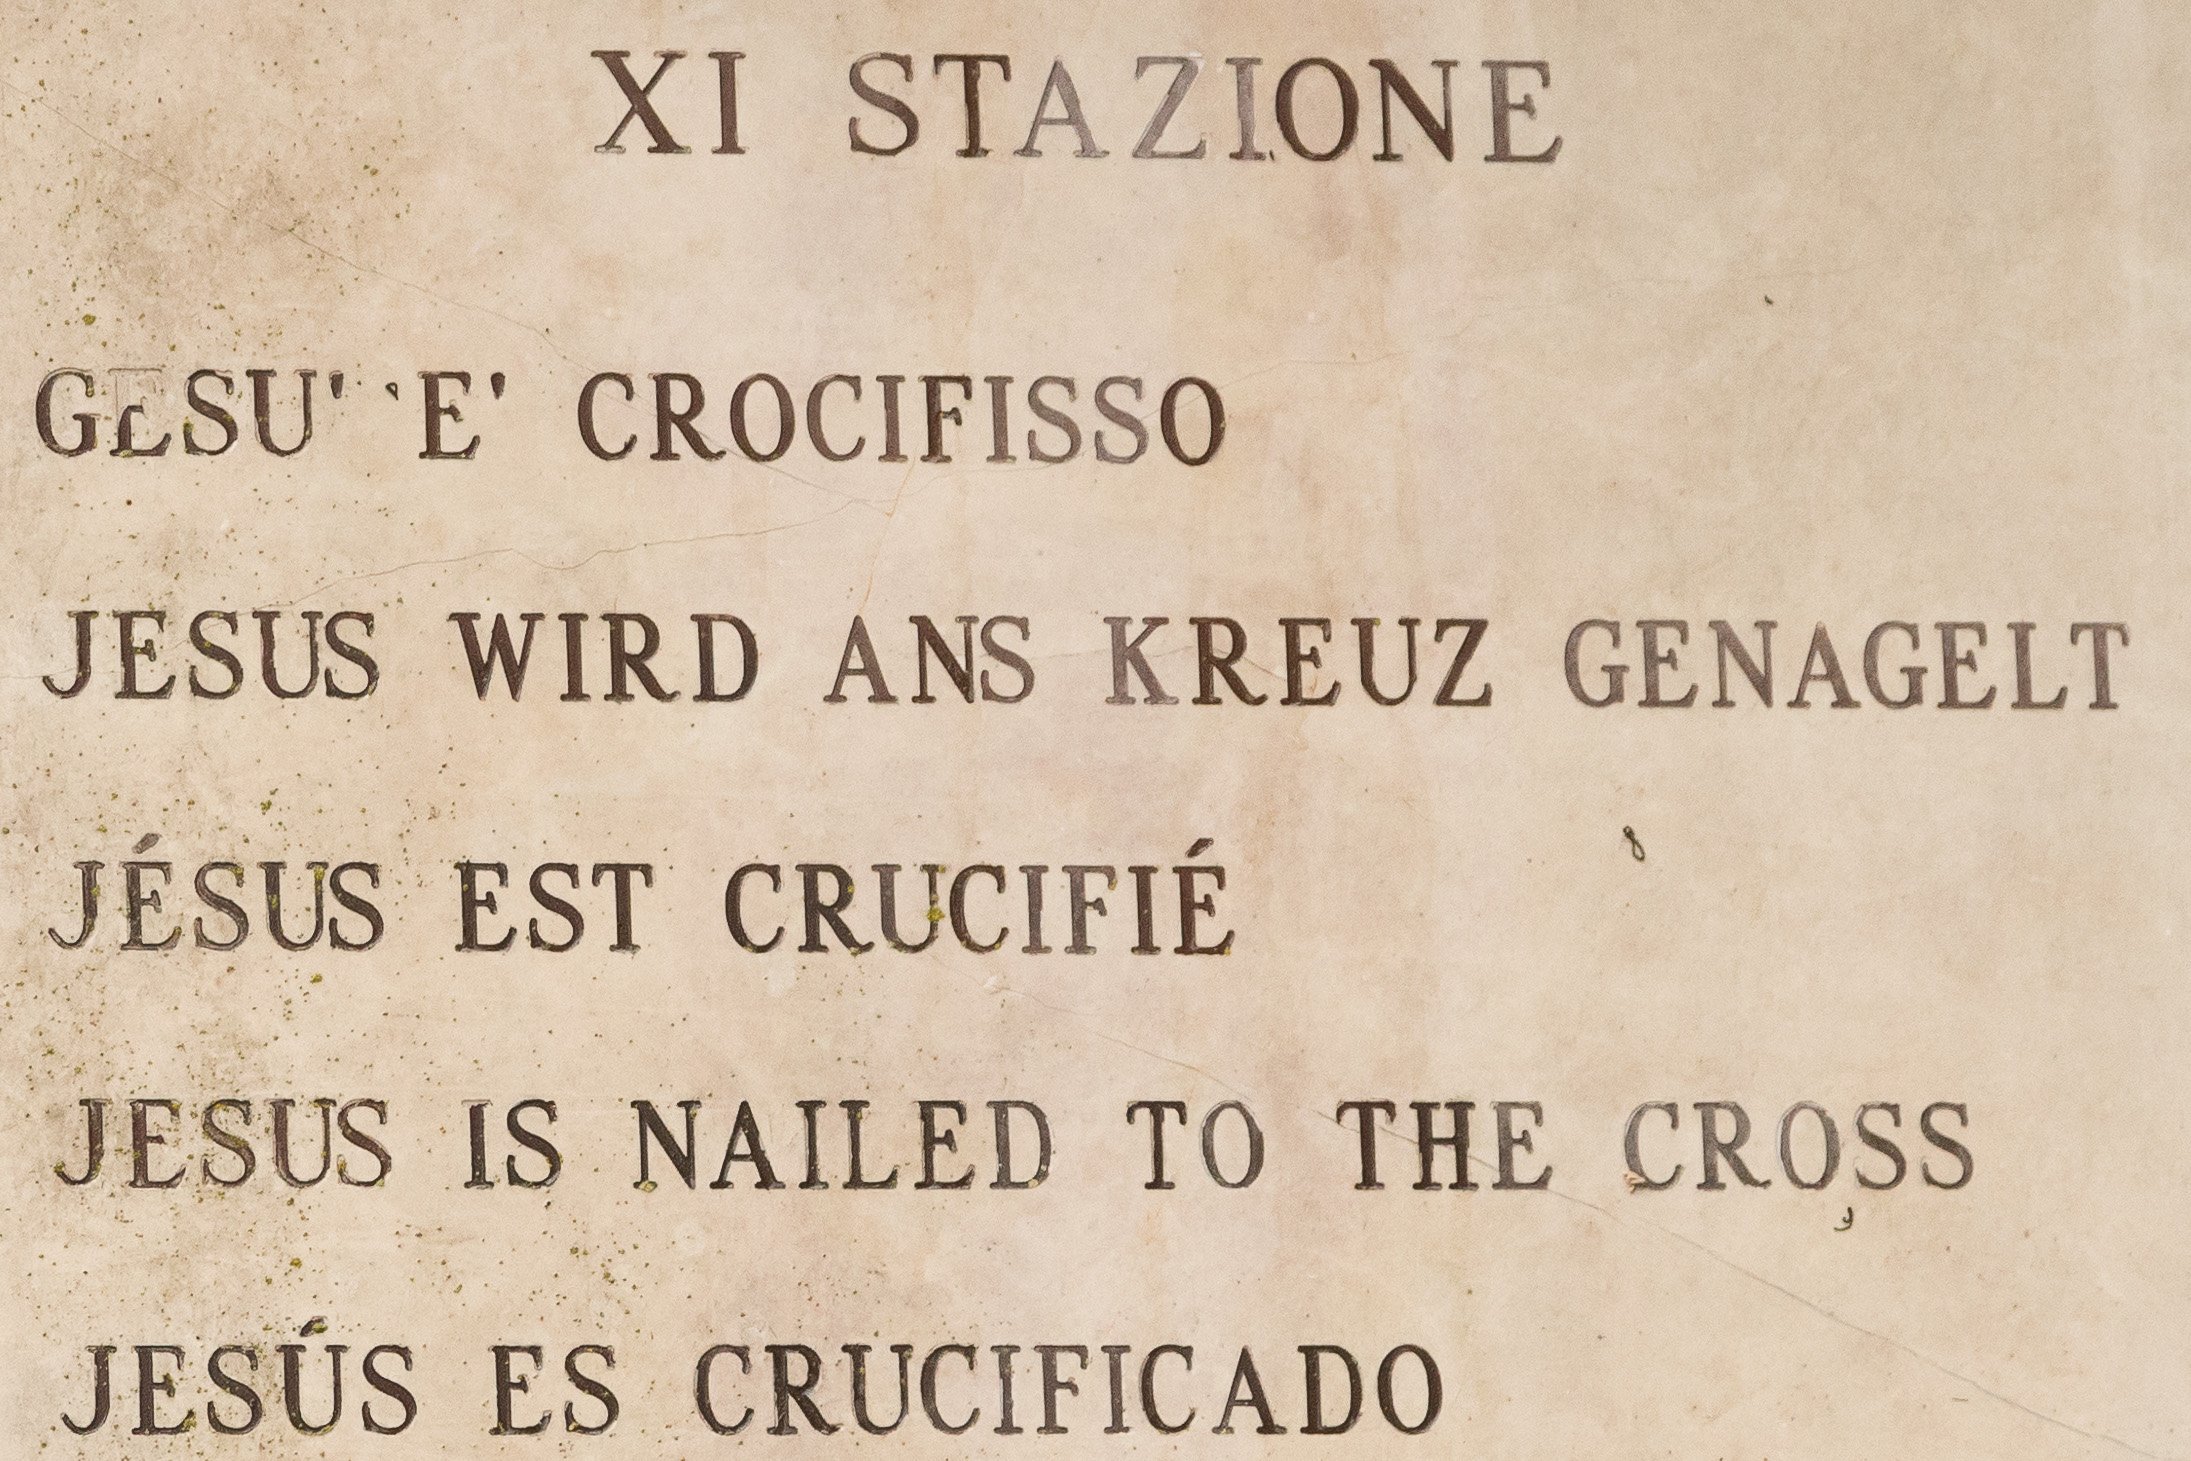 XI STAZIONE
GESU' E' CROCIFISSO
JESUS WIRD ANS KREUZ GENAGELT
JÉSUS EST CRUCIFIÉ
JESUS IS NAILED TO THE CROSS
JESÚS ES CRUCIFICADO